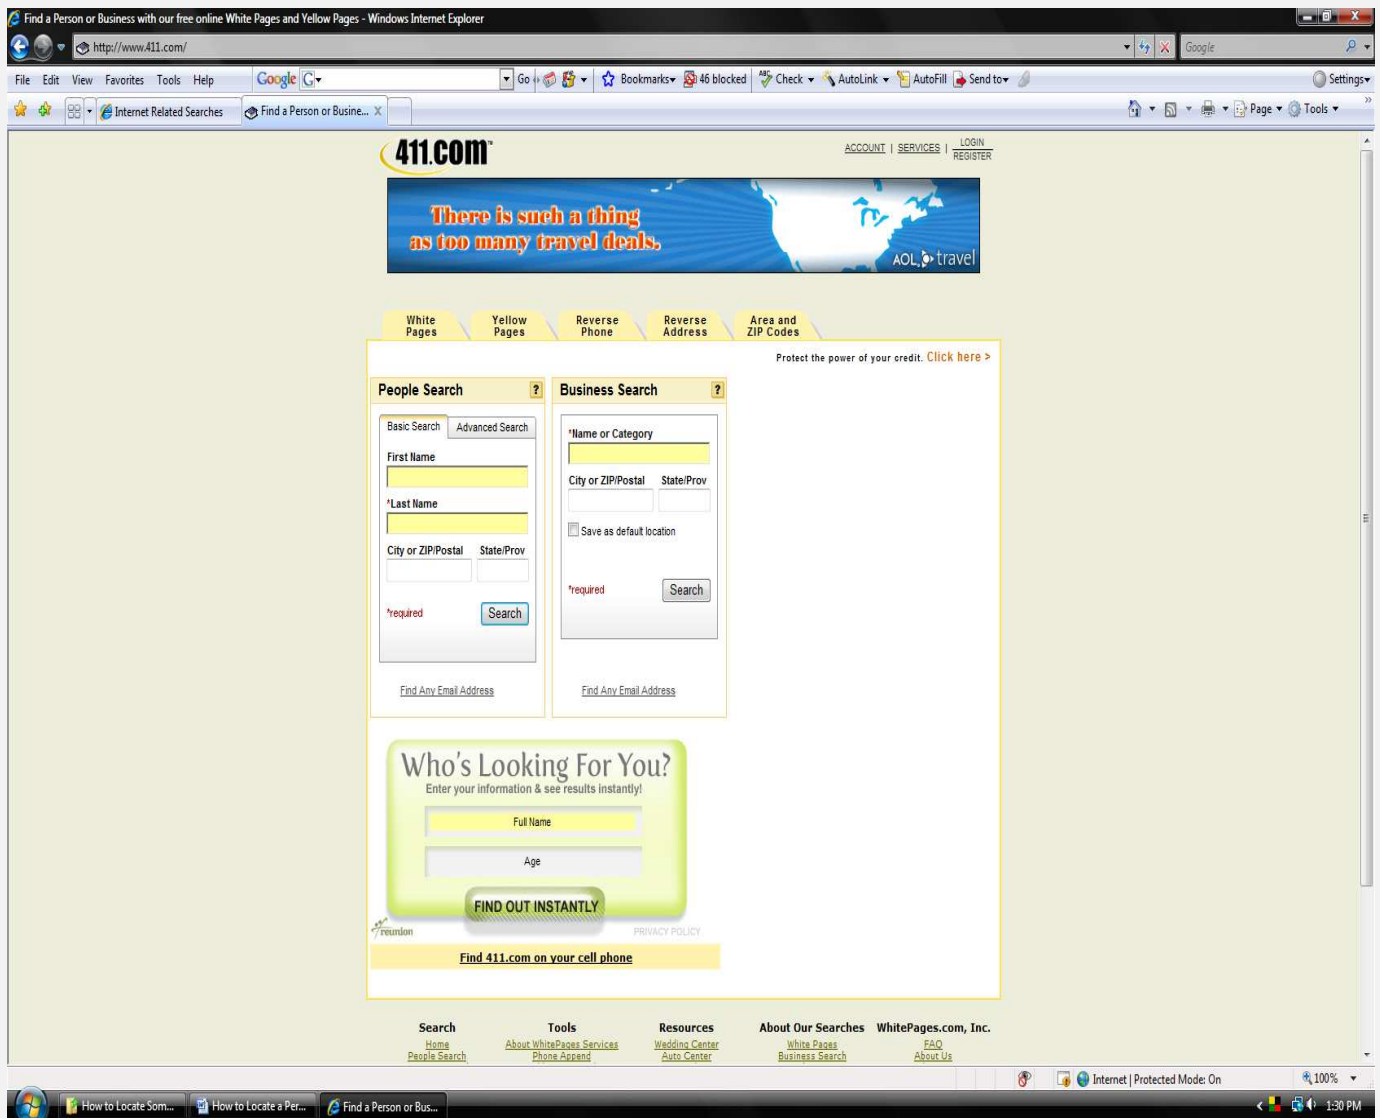 Find a Person or Business with our free online White Pages and Yellow Pages - Windows Internet Explorer
http://www.411.com/
Google
File Edit View Favorites Tools Help Google G Go Bookmarks 46 blocked ABC Check AutoLink AutoFill Send to Settings
Internet Related Searches Find a Person or Busine... X Page Tools »
411.com™ ACCOUNT | SERVICES | LOGIN
REGISTER
There is such a thing
as too many travel deals.
AOL travel
White Pages
Yellow Pages
Reverse Phone
Reverse Address
Area and ZIP Codes
Protect the power of your credit. Click here >
People Search ?
Basic Search Advanced Search
First Name
*Last Name
City or ZIP/Postal State/Prov
*required Search
Find Any Email Address
Business Search ?
*Name or Category
City or ZIP/Postal State/Prov
Save as default location
*required Search
Find Any Email Address
Who's Looking For You?
Enter your information & see results instantly!
Full Name
Age
FIND OUT INSTANTLY
reunion PRIVACY POLICY
Find 411.com on your cell phone
Search Tools Resources About Our Searches WhitePages.com, Inc.
Home About WhitePages Services Wedding Center White Pages FAQ
People Search Phone Append Auto Center Business Search About Us
Internet | Protected Mode: On 100%
How to Locate Som... How to Locate a Per... Find a Person or Bus... 1:30 PM